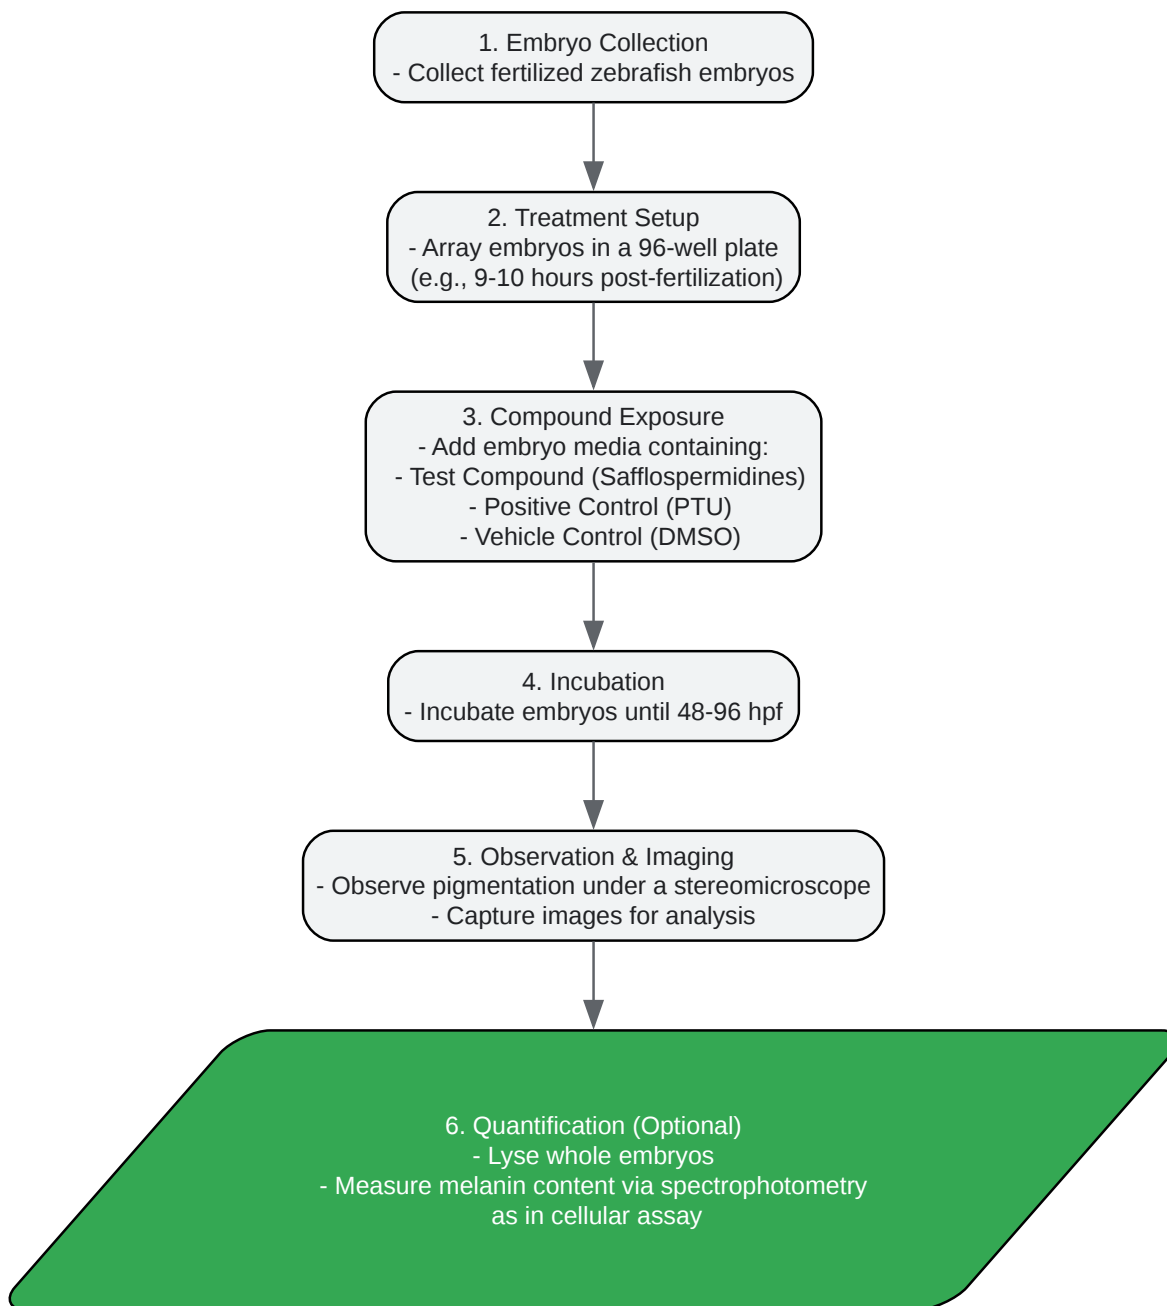 1. Embryo Collection
- Collect fertilized zebrafish embryos
2. Treatment Setup
- Array embryos in a 96-well plate
(e.g., 9-10 hours post-fertilization)
3. Compound Exposure
- Add embryo media containing:
- Test Compound (Safflospermidines)
- Positive Control (PTU)
- Vehicle Control (DMSO)
4. Incubation
- Incubate embryos until 48-96 hpf
5. Observation & Imaging
- Observe pigmentation under a stereomicroscope
- Capture images for analysis
6. Quantification (Optional)
- Lyse whole embryos
- Measure melanin content via spectrophotometry
as in cellular assay